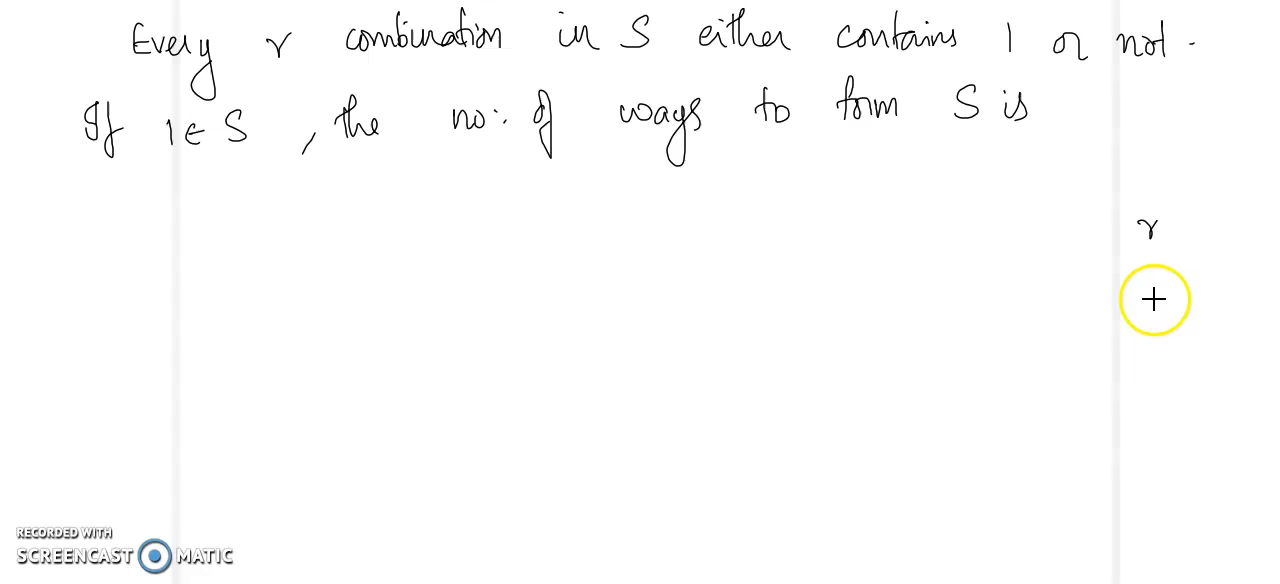 Every r combination in S either contains 1 or not.
If 1 ∈ S, the no: of ways to form S is
r
RECORDED WITH
SCREENCAST MATIC